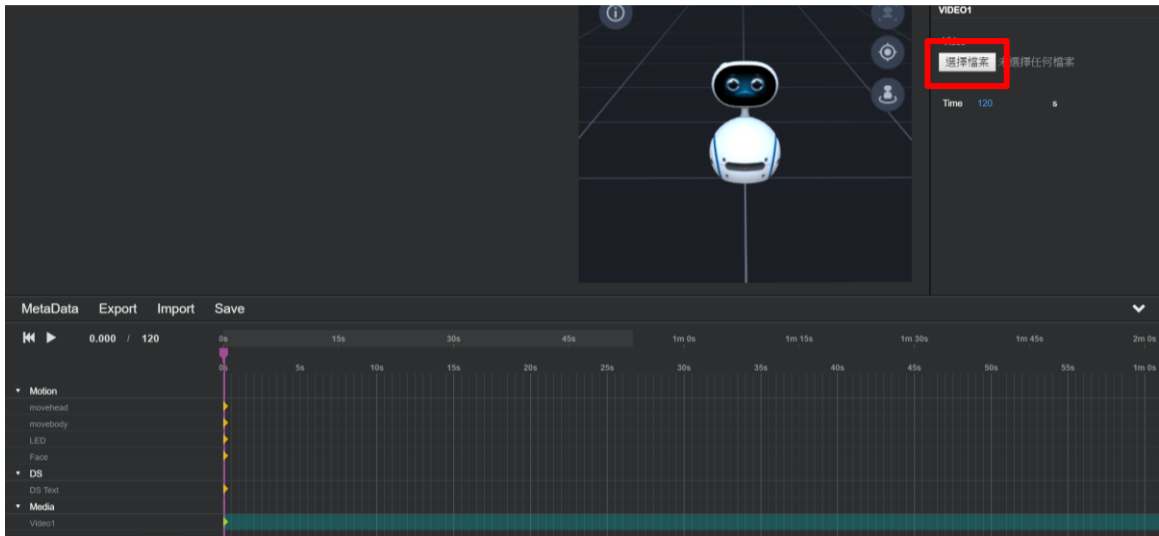 VIDEO1
選擇檔案 未選擇任何檔案
Time 120 s
MetaData Export Import Save
0.000 / 120
0s 15s 30s 45s 1m 0s 1m 15s 1m 30s 1m 45s 2m 0s
0s 5s 10s 15s 20s 25s 30s 35s 40s 45s 50s 55s 1m 0s
Motion
movehead
movebody
LED
Face
DS
DS Text
Media
Video1